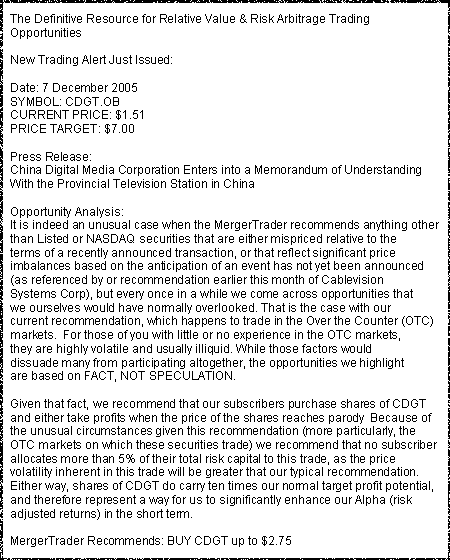 The Definitive Resource for Relative Value & Risk Arbitrage Trading
Opportunities
New Trading Alert Just Issued:
Date: 7 December 2005
SYMBOL: CDGT.OB
CURRENT PRICE: $1.51
PRICE TARGET: $7.00
Press Release:
China Digital Media Corporation Enters into a Memorandum of Understanding
With the Provincial Television Station in China
Opportunity Analysis:
It is indeed an unusual case when the MergerTrader recommends anything other
than Listed or NASDAQ securities that are either mispriced relative to the
terms of a recently announced transaction, or that reflect significant price
imbalances based on the anticipation of an event has not yet been announced
(as referenced by or recommendation earlier this month of Cablevision
Systems Corp), but every once in a while we come across opportunities that
we ourselves would have normally overlooked. That is the case with our
current recommendation, which happens to trade in the Over the Counter (OTC)
markets.  For those of you with little or no experience in the OTC markets,
they are highly volatile and usually illiquid. While those factors would
dissuade many from participating altogether, the opportunities we highlight
are based on FACT, NOT SPECULATION.
Given that fact, we recommend that our subscribers purchase shares of CDGT
and either take profits when the price of the shares reaches parody  Because of
the unusual circumstances given this recommendation (more particularly, the
OTC markets on which these securities trade) we recommend that no subscriber
allocates more than 5% of their total risk capital to this trade, as the price
volatility inherent in this trade will be greater that our typical recommendation.
Either way, shares of CDGT do carry ten times our normal target profit potential,
and therefore represent a way for us to significantly enhance our Alpha (risk
adjusted returns) in the short term.
MergerTrader Recommends: BUY CDGT up to $2.75